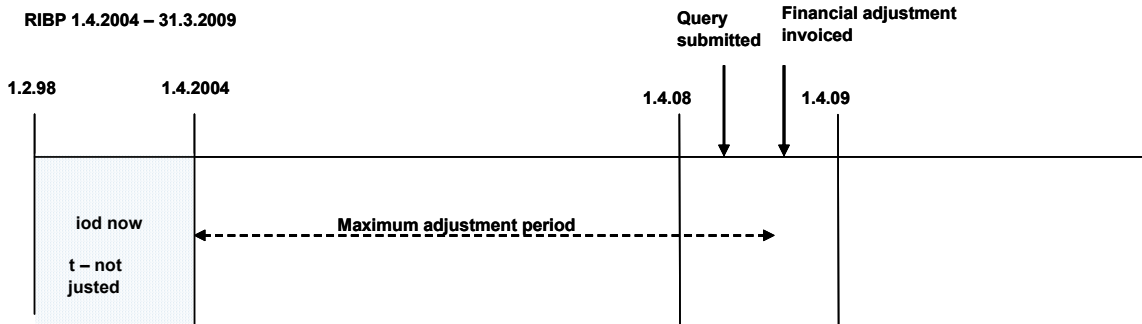 RIBP 1.4.2004 – 31.3.2009
Query
submitted
Financial adjustment
invoiced
1.2.98
1.4.2004
1.4.08
1.4.09
iod now
t – not
justed
Maximum adjustment period